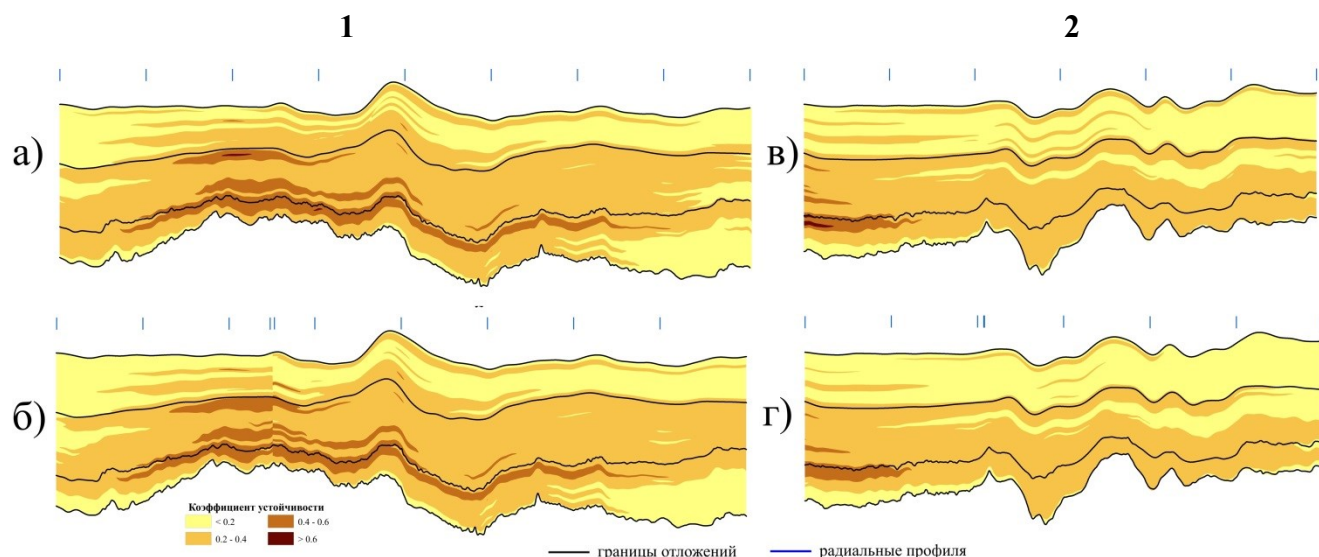 1
2
а)
в)
б)
г)
Коэффициент устойчивости
< 0.2
0.4 - 0.6
0.2 - 0.4
> 0.6
границы отложений
радиальные профиля